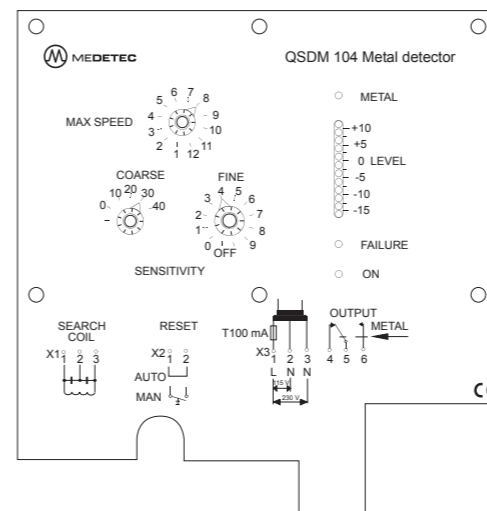 MEDETEC
QSDM 104 Metal detector
MAX SPEED
1 2 3 4 5 6 7 8 9 10 11 12
METAL
+10
+5
0 LEVEL
-5
-10
-15
FAILURE
ON
COARSE
0 10 20 30 40
FINE
OFF 0 1 2 3 4 5 6 7 8 9
SENSITIVITY
SEARCH
COIL
X1 1 2 3
RESET
X2 1 2
AUTO
MAN
T100 mA
X3 1 2 3
L N N
115 V
230 V
OUTPUT
METAL
4 5 6